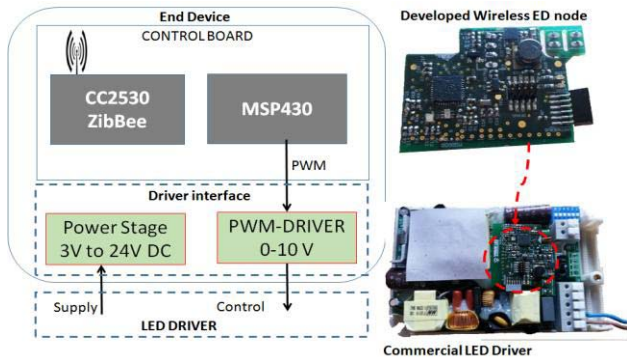 End Device
CONTROL BOARD
CC2530
ZibBee
MSP430
PWM
Driver interface
Power Stage
3V to 24V DC
PWM-DRIVER
0-10 V
Supply
Control
LED DRIVER
Developed Wireless ED node
Commercial LED Driver